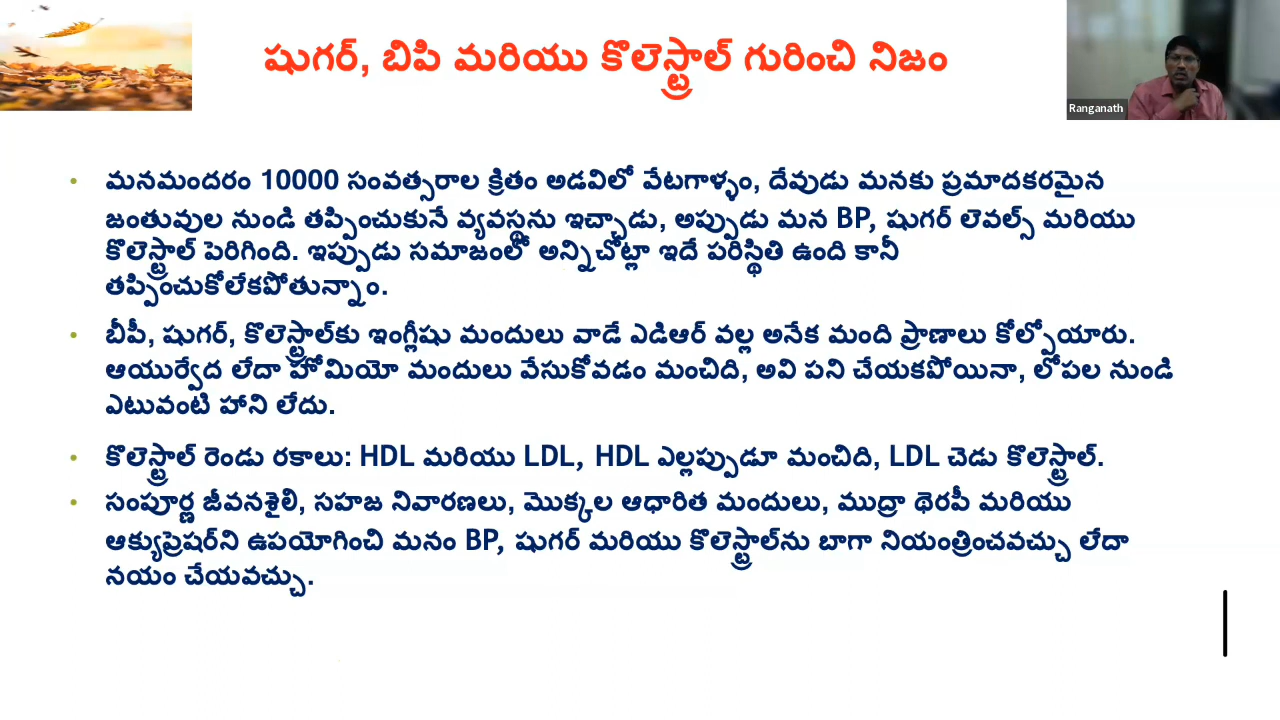 షుగర్, బిపి మరియు కొలెస్ట్రాల్ గురించి నిజం
Ranganath
• మనమందరం 10000 సంవత్సరాల క్రితం అడవిలో వేటగాళ్ళం, దేవుడు మనకు ప్రమాదకరమైన
జంతువుల నుండి తప్పించుకునే వ్యవస్థను ఇచ్చాడు, అప్పుడు మన BP, షుగర్ లెవల్స్ మరియు
కొలెస్ట్రాల్ పెరిగింది. ఇప్పుడు సమాజంలో అన్నిచోట్లా ఇదే పరిస్థితి ఉంది కానీ
తప్పించుకోలేకపోతున్నాం.
• బీపీ, షుగర్, కొలెస్ట్రాల్‌కు ఇంగ్లీషు మందులు వాడే ఎడిఆర్ వల్ల అనేక మంది ప్రాణాలు కోల్పోయారు.
ఆయుర్వేద లేదా హోమియో మందులు వేసుకోవడం మంచిది, అవి పని చేయకపోయినా, లోపల నుండి
ఎటువంటి హాని లేదు.
• కొలెస్ట్రాల్ రెండు రకాలు: HDL మరియు LDL, HDL ఎల్లప్పుడూ మంచిది, LDL చెడు కొలెస్ట్రాల్.
• సంపూర్ణ జీవనశైలి, సహజ నివారణలు, మొక్కల ఆధారిత మందులు, ముద్రా థెరపీ మరియు
ఆక్యుప్రెషర్‌ని ఉపయోగించి మనం BP, షుగర్ మరియు కొలెస్ట్రాల్‌ను బాగా నియంత్రించవచ్చు లేదా
నయం చేయవచ్చు.